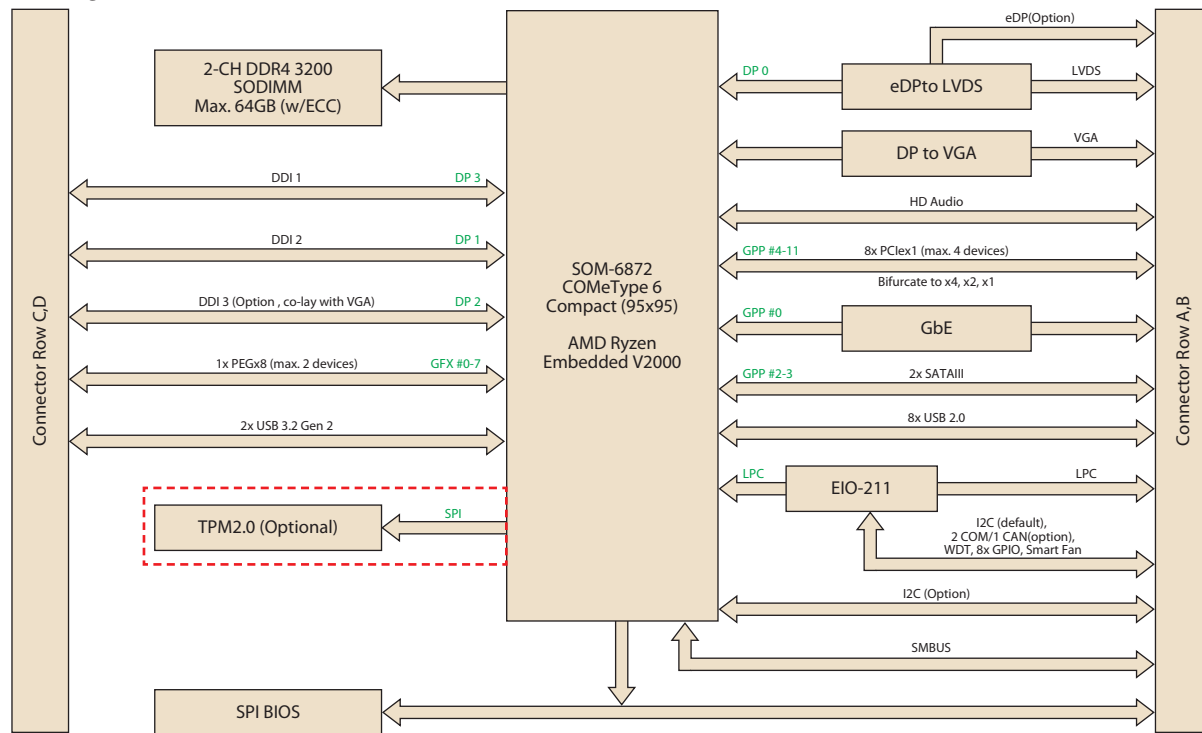 eDP(Option)
2-CH DDR4 3200
SODIMM
Max. 64GB (w/ECC)
DP 0
eDPto LVDS
LVDS
DP to VGA
VGA
DDI 1
DP 3
HD Audio
DDI 2
DP 1
GPP #4-11
8x PCIex1 (max. 4 devices)
Bifurcate to x4, x2, x1
SOM-6872
COMeType 6
Compact (95x95)
AMD Ryzen
Embedded V2000
DDI 3 (Option , co-lay with VGA)
DP 2
GPP #0
GbE
1x PEGx8 (max. 2 devices)
GFX #0-7
GPP #2-3
2x SATAIII
2x USB 3.2 Gen 2
8x USB 2.0
Connector Row C,D
Connector Row A,B
LPC
EIO-211
LPC
TPM2.0 (Optional)
SPI
I2C (default),
2 COM/1 CAN(option),
WDT, 8x GPIO, Smart Fan
I2C (Option)
SMBUS
SPI BIOS